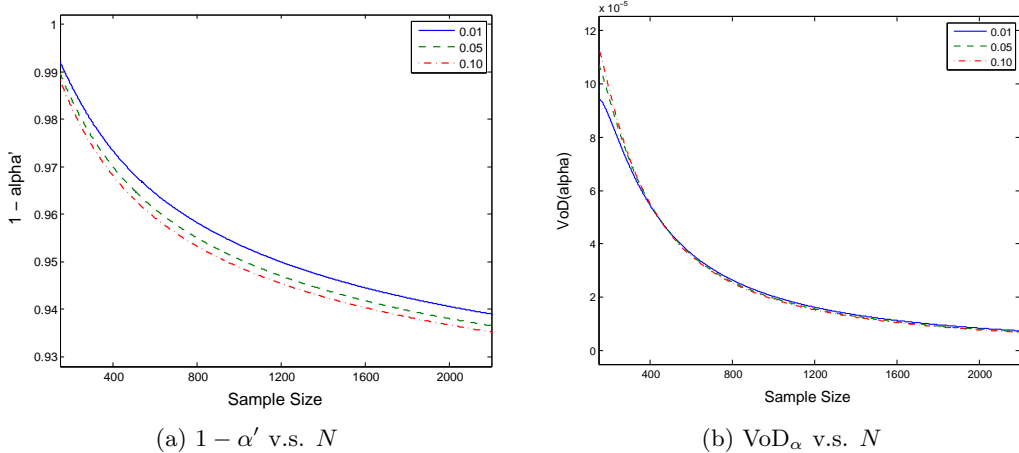 1
0.99
0.98
0.97
0.96
0.95
0.94
0.93
1 − alpha'
400 800 1200 1600 2000
Sample Size
0.01
0.05
0.10
(a) 1 − α′ v.s. N
x 10⁻⁵
12
10
8
6
4
2
0
VoD(alpha)
400 800 1200 1600 2000
Sample Size
0.01
0.05
0.10
(b) VoDα v.s. N